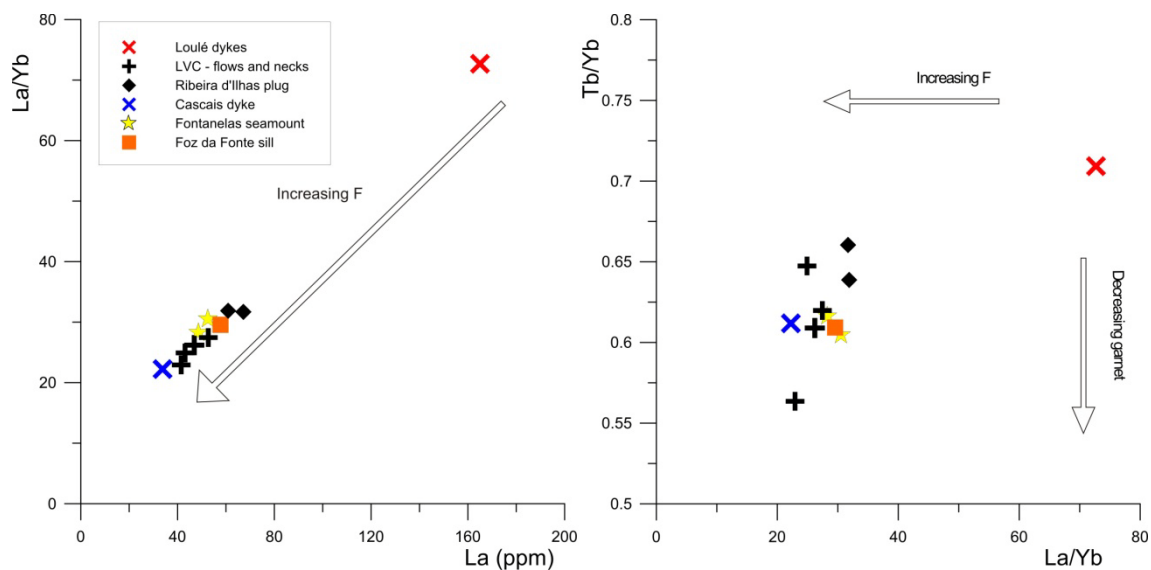 La/Yb
80
60
40
20
0
Loulé dykes
LVC - flows and necks
Ribeira d'Ilhas plug
Cascais dyke
Fontanelas seamount
Foz da Fonte sill
Increasing F
0 40 80 120 160 200
La (ppm)
Tb/Yb
0.8
0.75
0.7
0.65
0.6
0.55
0.5
Increasing F
Decreasing garnet
0 20 40 60 80
La/Yb